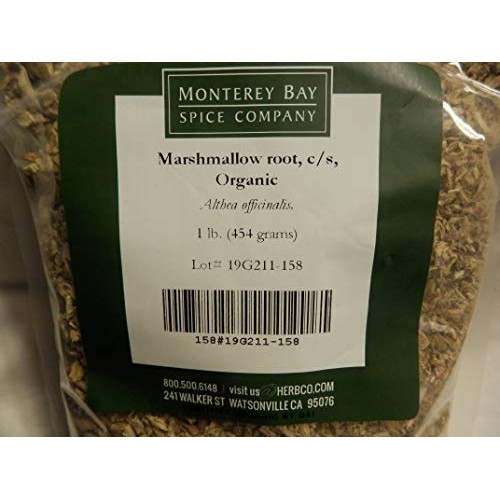 MONTEREY BAY
SPICE COMPANY
Marshmallow root, c/s,
Organic
Althea officinalis.
1 lb. (454 grams)
Lot# 19G211-158
158#19G211-158
800.500.6148 | visit us@HERBCO.COM
241 WALKER ST WATSONVILLE CA 95076